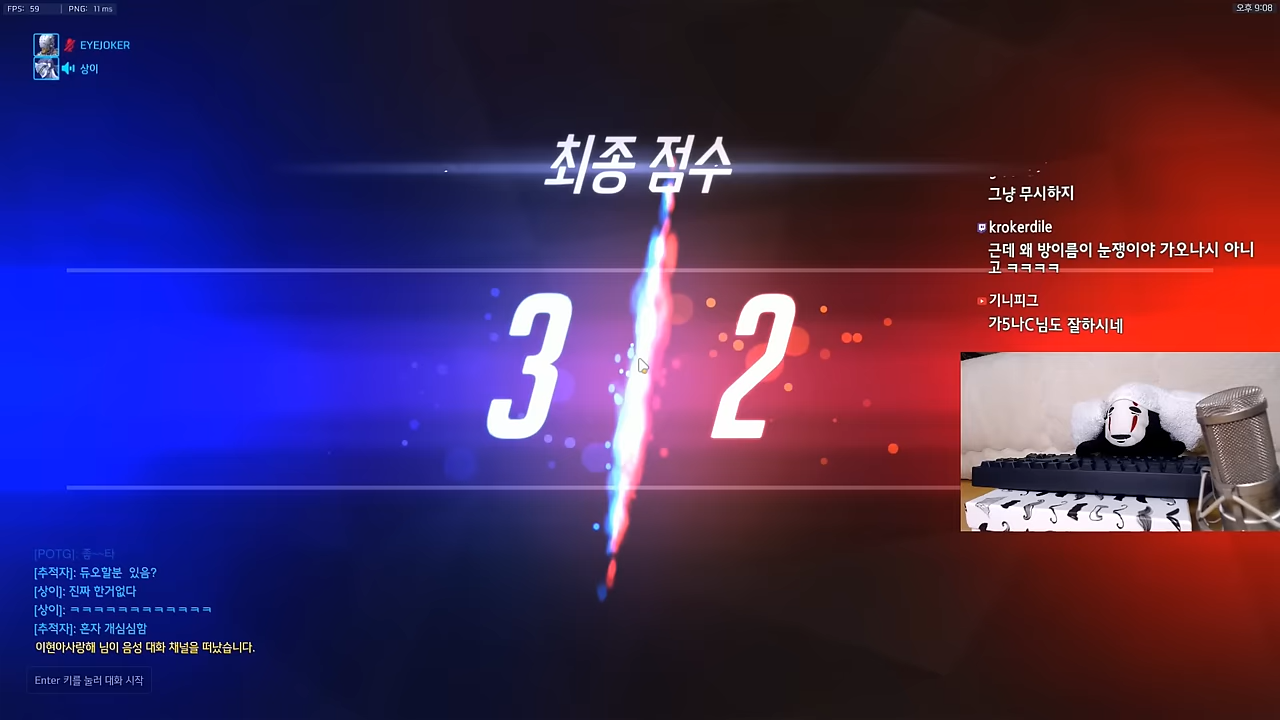 FPS: 59 | PNG: 11 ms
오후 9:08
EYEJOKER
상이
최종 점수
3 2
그냥 무시하지
krokerdile
근데 왜 방이름이 눈쟁이야 가오나시 아니
고 ㅋㅋㅋㅋ
기니피그
가5나C님도 잘하시네
[POTG]: 좋─타
[추적자]: 듀오할분 있음?
[상이]: 진짜 한거없다
[상이]: ㅋㅋㅋㅋㅋㅋㅋㅋㅋㅋㅋㅋ
[추적자]: 혼자 개심심함
이현아사랑해 님이 음성 대화 채널을 떠났습니다.
Enter 키를 눌러 대화 시작